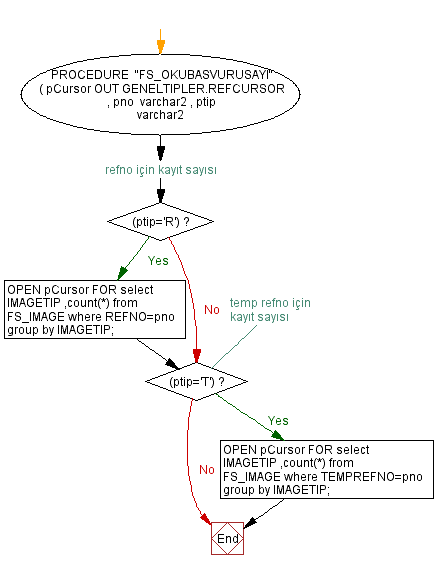 PROCEDURE "FS_OKUBASVURUSAYI"
( pCursor OUT GENELTIPLER.REFCURSOR
, pno varchar2 , ptip
varchar2
refno için kayıt sayısı
(ptip='R') ?
Yes
OPEN pCursor FOR select
IMAGETIP ,count(*) from
FS_IMAGE where REFNO=pno
group by IMAGETIP;
No
temp refno için
kayıt sayısı
(ptip='T') ?
Yes
OPEN pCursor FOR select
IMAGETIP ,count(*) from
FS_IMAGE where TEMPREFNO=pno
group by IMAGETIP;
No
End